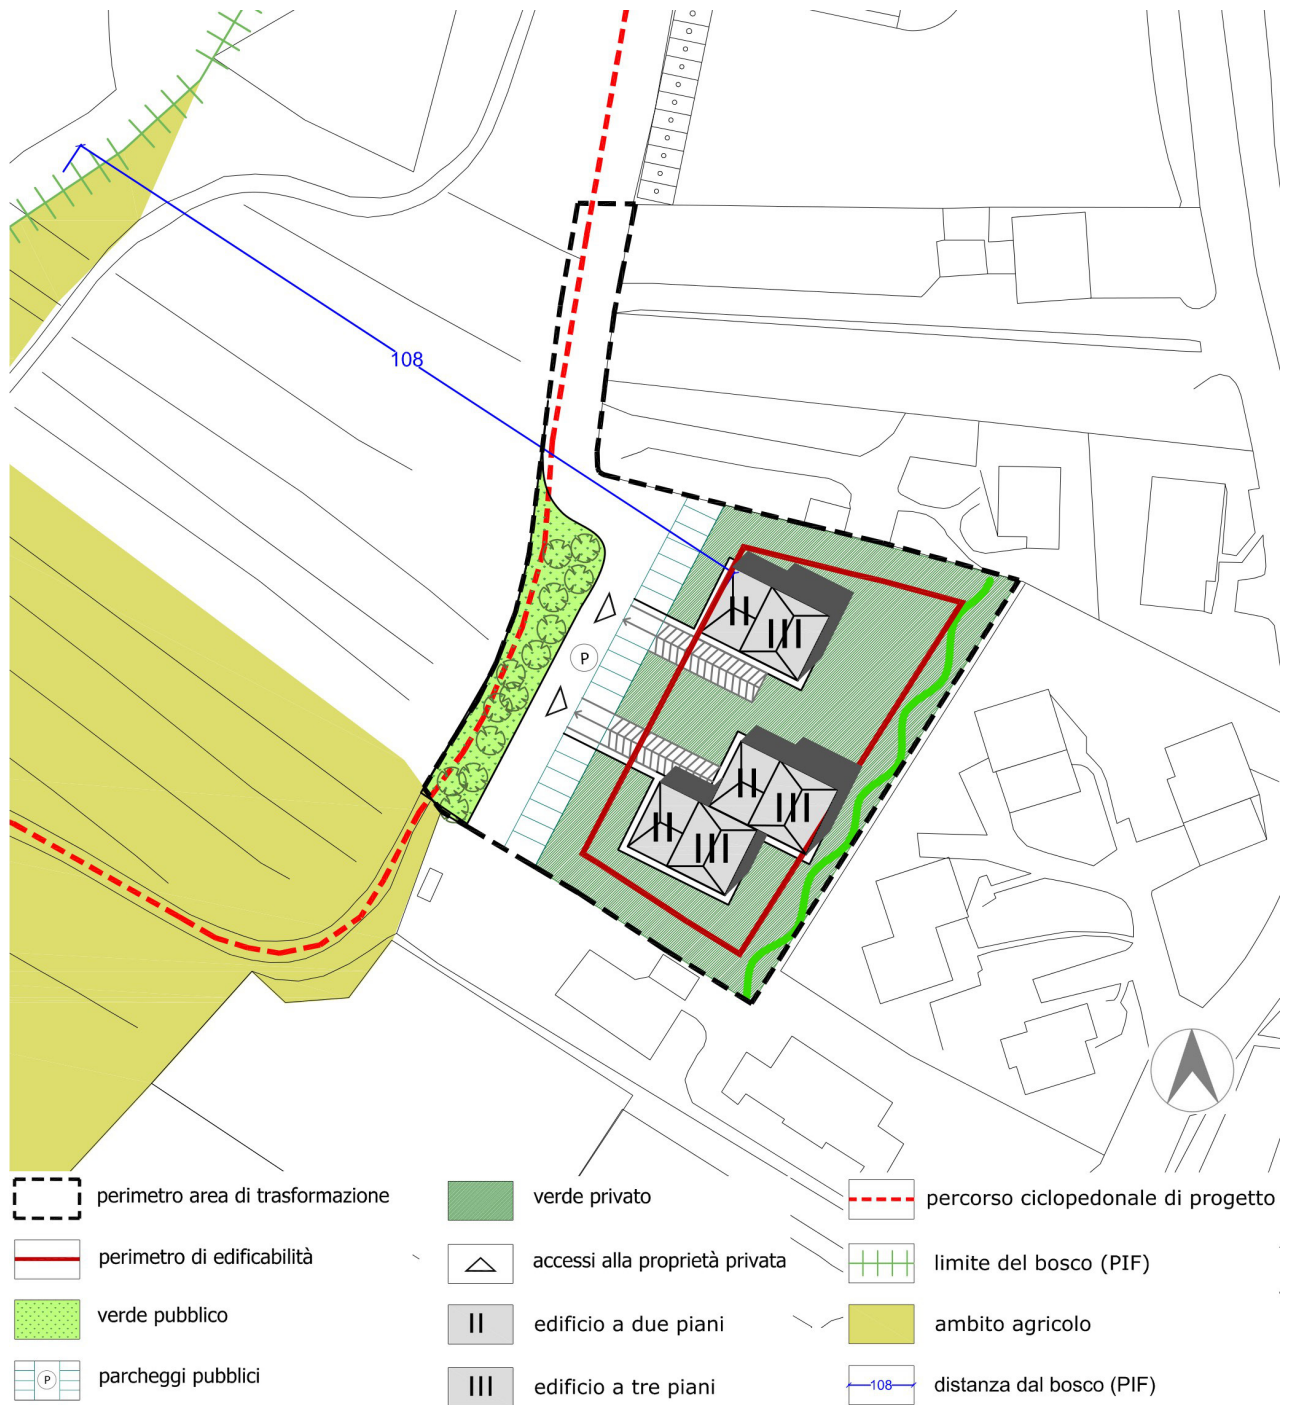 108
II
III
P
II
III
II
III
perimetro area di trasformazione
verde privato
percorso ciclopedonale di progetto
perimetro di edificabilità
accessi alla proprietà privata
limite del bosco (PIF)
verde pubblico
II
edificio a due piani
ambito agricolo
P
parcheggi pubblici
III
edificio a tre piani
108
distanza dal bosco (PIF)